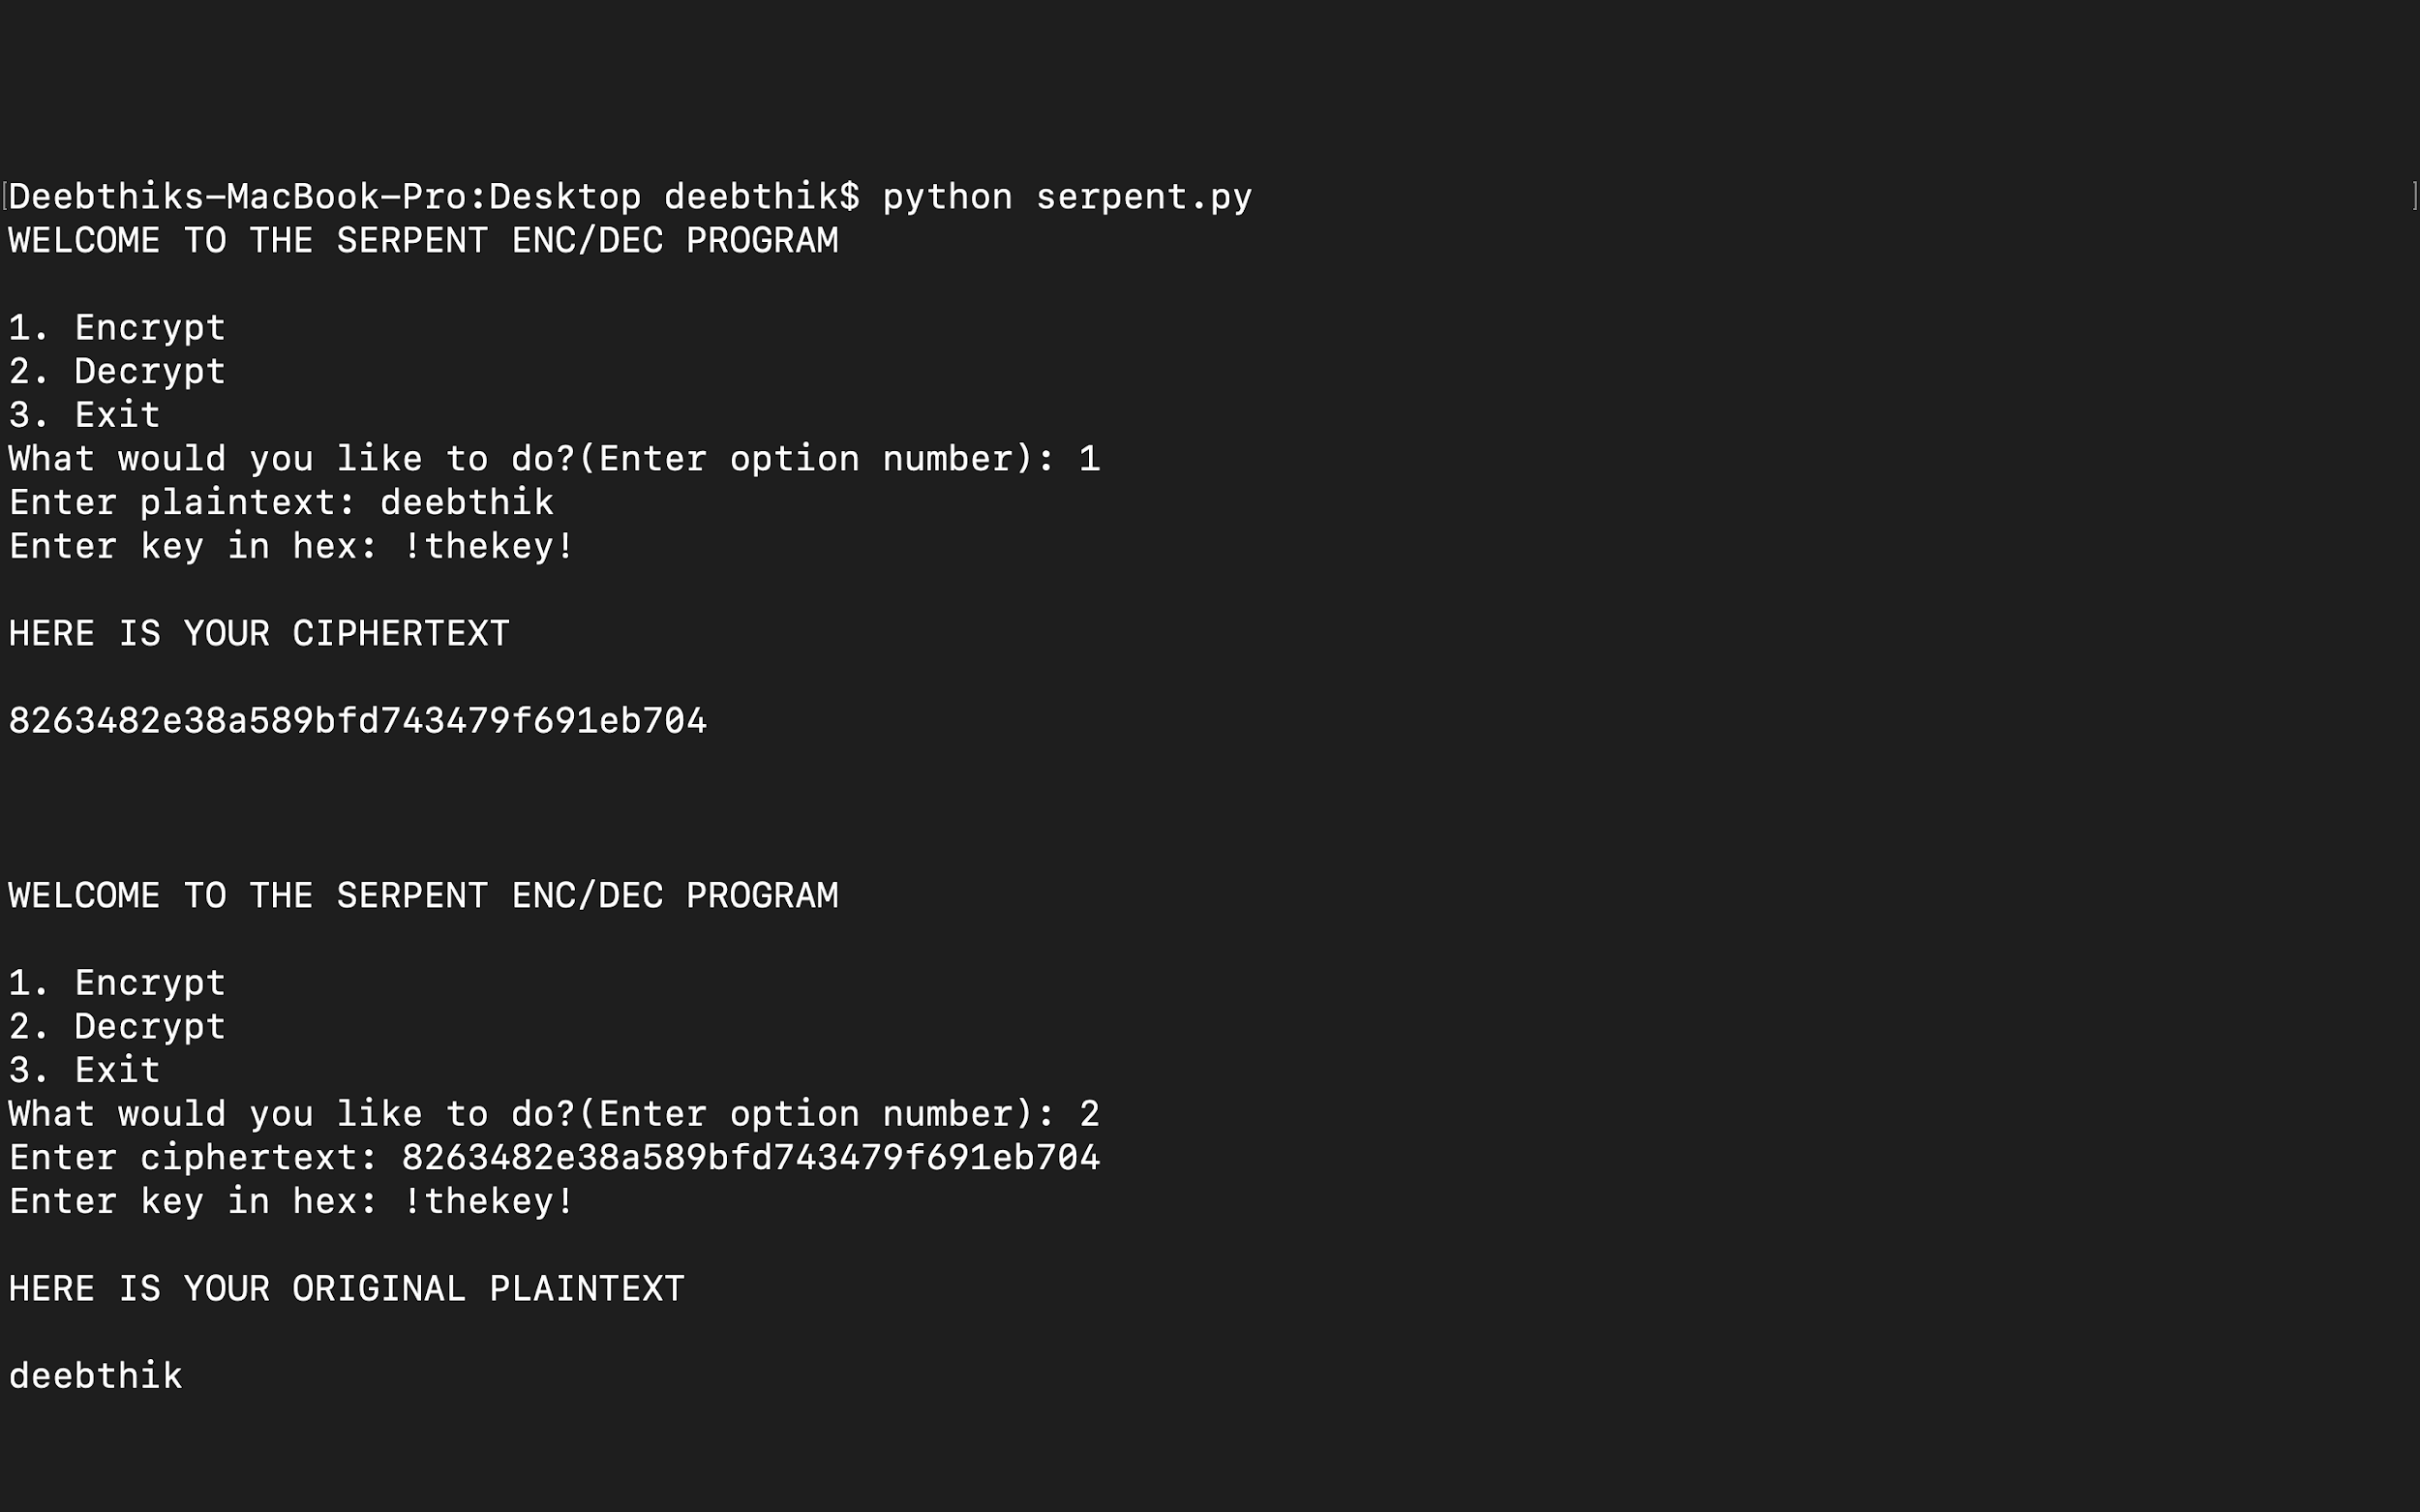 Deebthiks-MacBook-Pro:Desktop deebthik$ python serpent.py
WELCOME TO THE SERPENT ENC/DEC PROGRAM
1. Encrypt
2. Decrypt
3. Exit
What would you like to do?(Enter option number): 1
Enter plaintext: deebthik
Enter key in hex: !thekey!
HERE IS YOUR CIPHERTEXT
8263482e38a589bfd743479f691eb704
WELCOME TO THE SERPENT ENC/DEC PROGRAM
1. Encrypt
2. Decrypt
3. Exit
What would you like to do?(Enter option number): 2
Enter ciphertext: 8263482e38a589bfd743479f691eb704
Enter key in hex: !thekey!
HERE IS YOUR ORIGINAL PLAINTEXT
deebthik